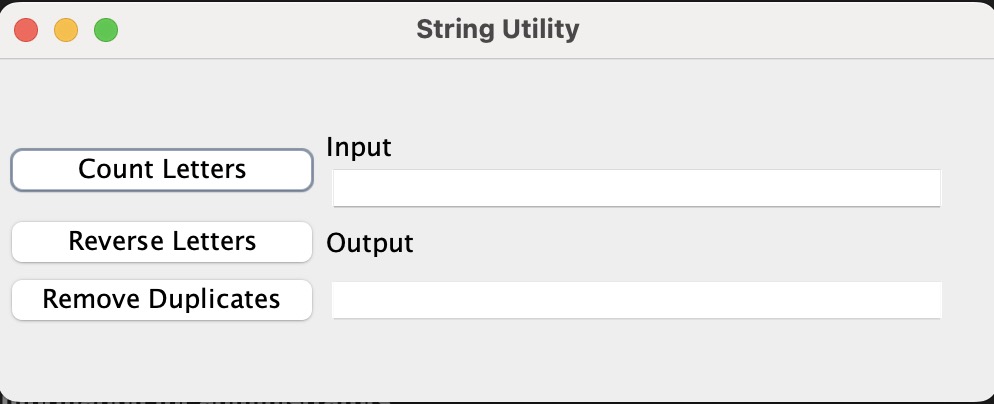 String Utility
Count Letters
Input
Reverse Letters
Output
Remove Duplicates